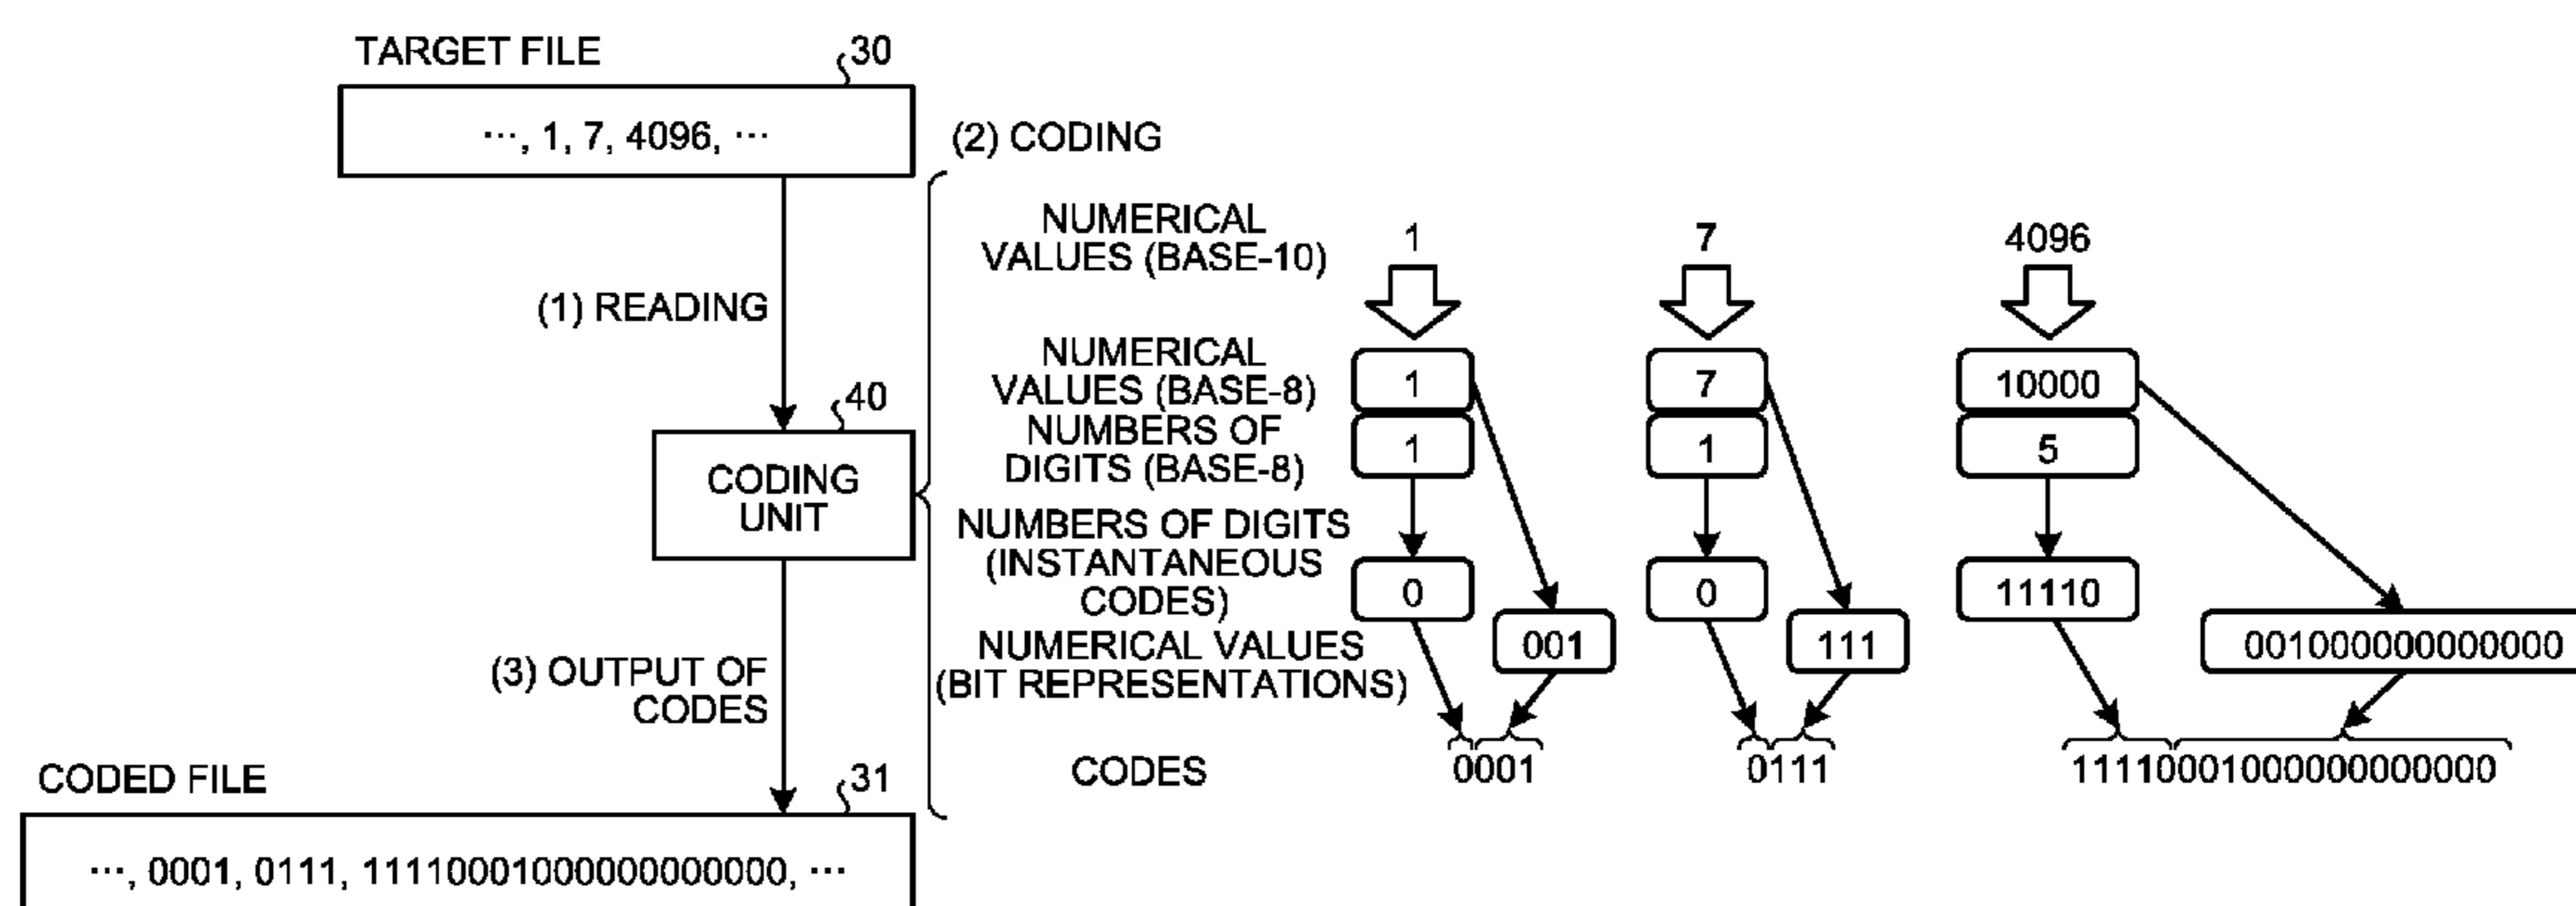 TARGET FILE
30
···, 1, 7, 4096, ···
(2) CODING
NUMERICAL
VALUES (BASE-10)
1
7
4096
(1) READING
NUMERICAL
VALUES (BASE-8)
1
7
10000
40
NUMBERS OF
DIGITS (BASE-8)
1
1
5
CODING
UNIT
NUMBERS OF DIGITS
(INSTANTANEOUS
CODES)
0
0
11110
NUMERICAL VALUES
(BIT REPRESENTATIONS)
001
111
001000000000000
(3) OUTPUT OF
CODES
CODES
0001
0111
11110001000000000000
CODED FILE
31
···, 0001, 0111, 11110001000000000000, ···